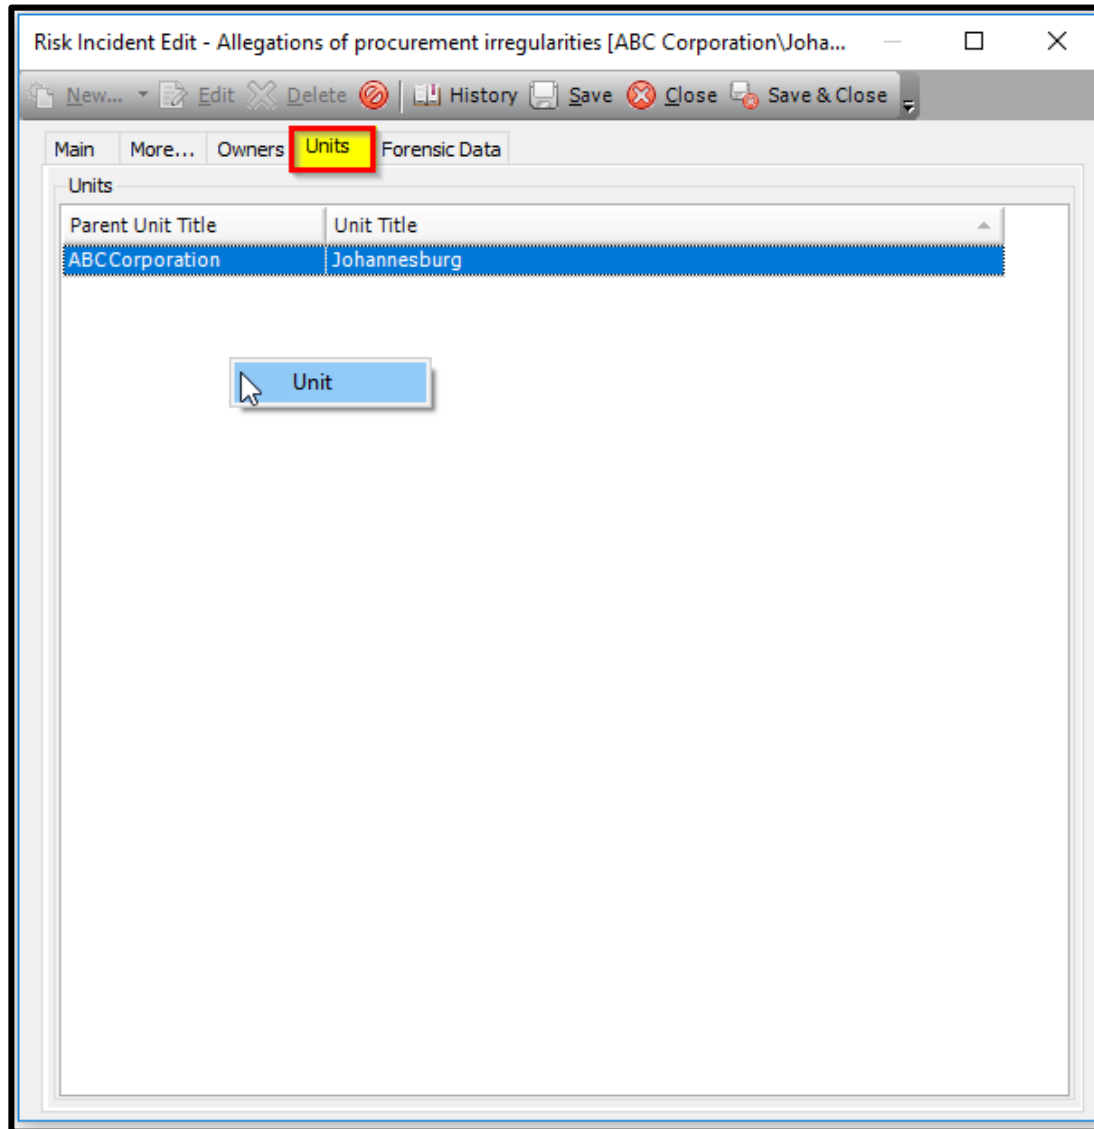 Risk Incident Edit - Allegations of procurement irregularities [ABC Corporation\Joha...
New... Edit Delete History Save Close Save & Close
Main More... Owners Units Forensic Data
Units
Parent Unit Title Unit Title
ABCCorporation Johannesburg
Unit